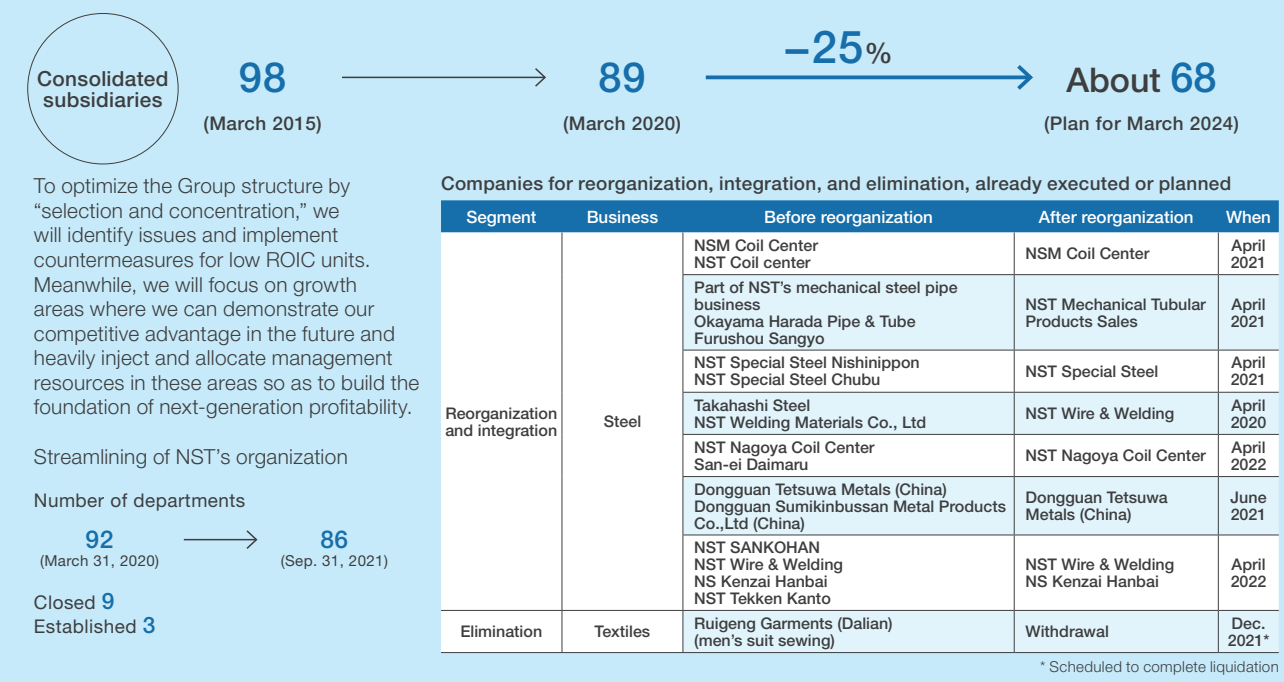 Consolidated
subsidiaries
98
(March 2015)
89
(March 2020)
−25%
About 68
(Plan for March 2024)
To optimize the Group structure by
“selection and concentration,” we
will identify issues and implement
countermeasures for low ROIC units.
Meanwhile, we will focus on growth
areas where we can demonstrate our
competitive advantage in the future and
heavily inject and allocate management
resources in these areas so as to build the
foundation of next-generation profitability.
Streamlining of NST’s organization
Number of departments
92
(March 31, 2020)
86
(Sep. 31, 2021)
Closed 9
Established 3
Companies for reorganization, integration, and elimination, already executed or planned
Segment Business Before reorganization After reorganization When
Reorganization
and integration
Steel
NSM Coil Center
NST Coil center
NSM Coil Center
April
2021
Part of NST’s mechanical steel pipe
business
Okayama Harada Pipe & Tube
Furushou Sangyo
NST Mechanical Tubular
Products Sales
April
2021
NST Special Steel Nishinippon
NST Special Steel Chubu
NST Special Steel
April
2021
Takahashi Steel
NST Welding Materials Co., Ltd
NST Wire & Welding
April
2020
NST Nagoya Coil Center
San-ei Daimaru
NST Nagoya Coil Center
April
2022
Dongguan Tetsuwa Metals (China)
Dongguan Sumikinbussan Metal Products
Co.,Ltd (China)
Dongguan Tetsuwa
Metals (China)
June
2021
NST SANKOHAN
NST Wire & Welding
NS Kenzai Hanbai
NST Tekken Kanto
NST Wire & Welding
NS Kenzai Hanbai
April
2022
Elimination
Textiles
Ruigeng Garments (Dalian)
(men’s suit sewing)
Withdrawal
Dec.
2021*
* Scheduled to complete liquidation